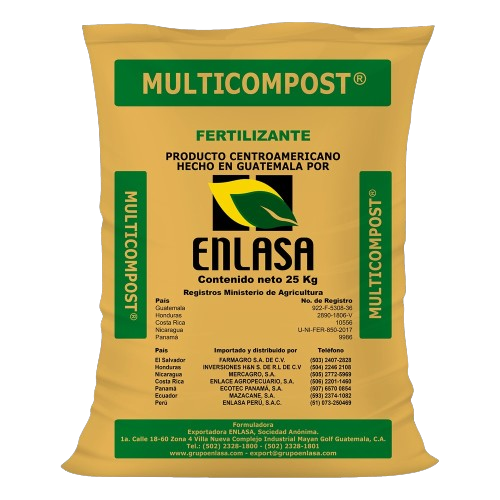 MULTICOMPOST®
FERTILIZANTE
PRODUCTO CENTROAMERICANO
HECHO EN GUATEMALA POR
MULTICOMPOST®
MULTICOMPOST®
ENLASA
Contenido neto 25 Kg
Registros Ministerio de Agricultura
País No. de Registro
Guatemala 922-F-8308-36
Honduras 2890-1806-V
Costa Rica 10556
Nicaragua U-NI-FER-850-2017
Panamá 9986
País Importado y distribuido por Teléfono
El Salvador FARMAGRO S.A. DE C.V. (503) 2407-2828
Honduras INVERSIONES H&N S. DE R.L DE C.V (504) 2246 2108
Nicaragua MERCAGRO, S.A. (505) 2772-5969
Costa Rica ENLACE AGROPECUARIO, S.A. (506) 2201-1460
Panamá ECOTEC PANAMÁ, S.A. (507) 6570 0854
Ecuador MAZACANE, S.A. (593) 2374-1082
Perú ENLASA PERÚ, S.A.C. (51) 073-250469
Formuladora
Exportadora ENLASA, Sociedad Anónima.
1a. Calle 18-60 Zona 4 Villa Nueva Complejo Industrial Mayan Golf Guatemala, C.A.
Tel.: (502) 2328-1800 - (502) 2328-1801
www.grupoenlasa.com - export@grupoenlasa.com